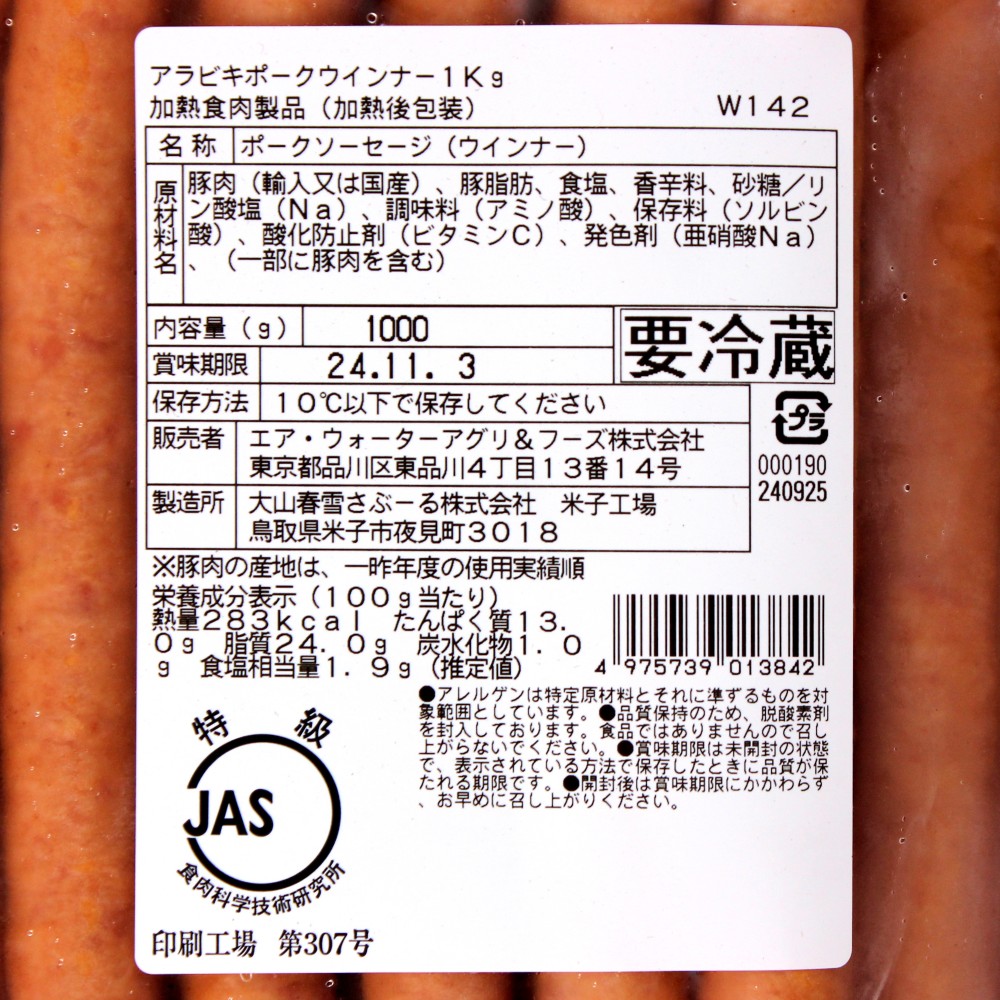 アラビキポークウインナー1Kg
加熱食肉製品（加熱後包装） W142
名称 ポークソーセージ（ウインナー）
原材料名
豚肉（輸入又は国産）、豚脂肪、食塩、香辛料、砂糖／リ
ン酸塩（Na）、調味料（アミノ酸）、保存料（ソルビン
酸）、酸化防止剤（ビタミンC）、発色剤（亜硝酸Na）
、（一部に豚肉を含む）
内容量（g） 1000
要冷蔵
賞味期限 24.11. 3
保存方法 10℃以下で保存してください
プラ
販売者 エア・ウォーターアグリ＆フーズ株式会社
東京都品川区東品川4丁目13番14号
000190
240925
製造所 大山春雪さぶーる株式会社 米子工場
鳥取県米子市夜見町3018
※豚肉の産地は、一昨年度の使用実績順
栄養成分表示（100g当たり）
熱量283kcal たんぱく質13.
0g 脂質24.0g 炭水化物1.0
g 食塩相当量1.9g（推定値）
4 975739 013842
●アレルゲンは特定原材料とそれに準ずるものを対
象範囲としています。●品質保持のため、脱酸素剤
を封入しております。食品ではありませんので召し
上がらないでください。●賞味期限は未開封の状態
で、表示されている方法で保存したときに品質が保
たれる期限です。●開封後は賞味期限にかかわらず
、お早めに召し上がりください。
特級
JAS
食肉科学技術研究所
印刷工場 第307号